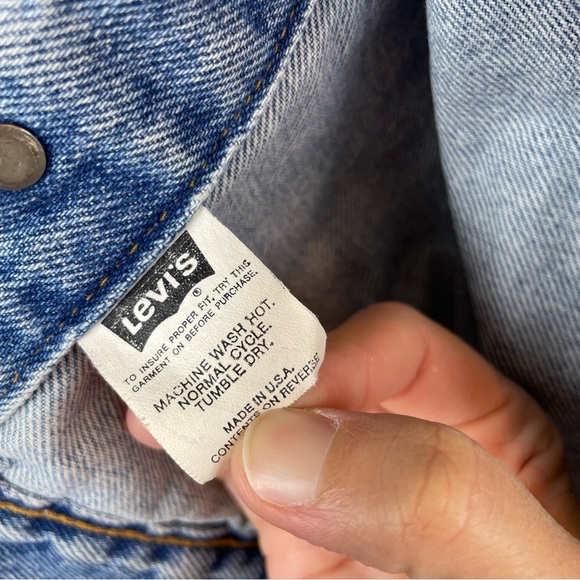 Levi's ®
TO INSURE PROPER FIT, TRY THIS
GARMENT ON BEFORE PURCHASE.
MACHINE WASH HOT.
NORMAL CYCLE.
TUMBLE DRY.
MADE IN U.S.A.
CONTENTS ON REVERSE